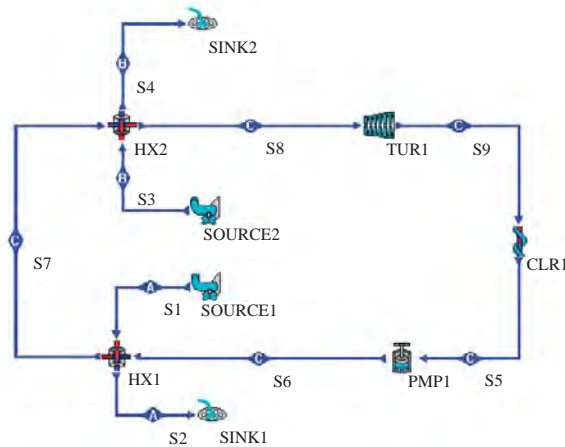 SINK2
B
S4
C
C
HX2
S8
TUR1
S9
B
S3
SOURCE2
C
S7
CLR1
A
S1
SOURCE1
C
C
HX1
S6
PMP1
S5
A
S2
SINK1